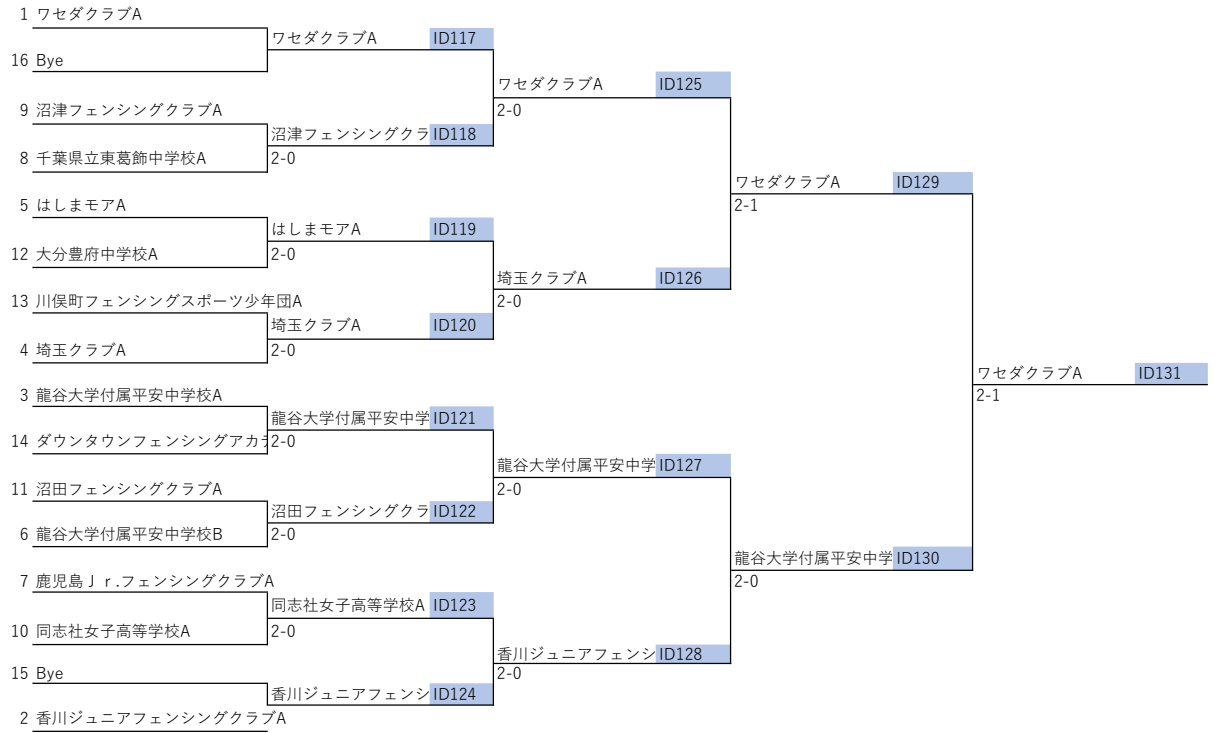 1 ワセダクラブA
ワセダクラブA ID117
16 Bye
ワセダクラブA ID125
2-0
9 沼津フェンシングクラブA
沼津フェンシングクラ ID118
2-0
8 千葉県立東葛飾中学校A
ワセダクラブA ID129
2-1
5 はしまモアA
はしまモアA ID119
2-0
12 大分豊府中学校A
埼玉クラブA ID126
2-0
13 川俣町フェンシングスポーツ少年団A
埼玉クラブA ID120
2-0
4 埼玉クラブA
ワセダクラブA ID131
2-1
3 龍谷大学付属平安中学校A
龍谷大学付属平安中学 ID121
2-0
14 ダウンタウンフェンシングアカデ
龍谷大学付属平安中学 ID127
2-0
11 沼田フェンシングクラブA
沼田フェンシングクラ ID122
2-0
6 龍谷大学付属平安中学校B
龍谷大学付属平安中学 ID130
2-0
7 鹿児島Ｊｒ.フェンシングクラブA
同志社女子高等学校A ID123
2-0
10 同志社女子高等学校A
香川ジュニアフェンシ ID128
2-0
15 Bye
香川ジュニアフェンシ ID124
2 香川ジュニアフェンシングクラブA